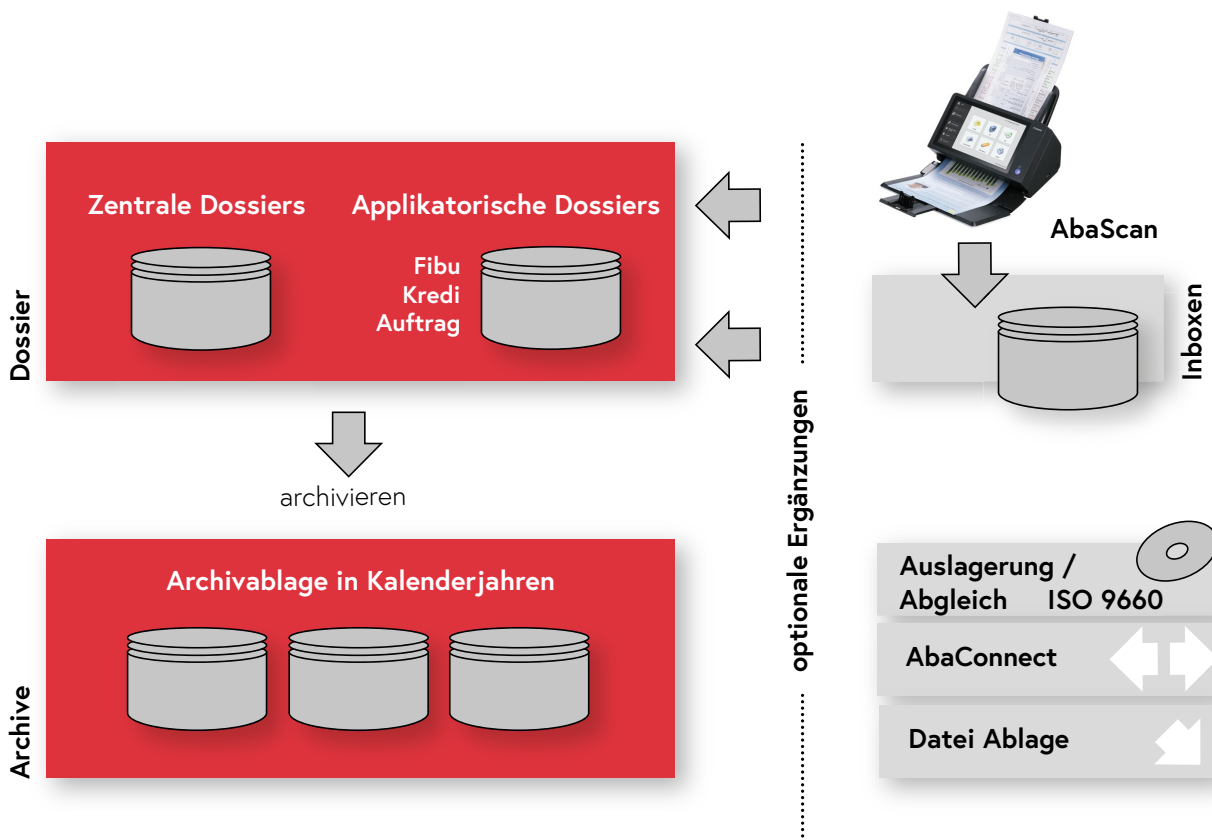 Dossier
Zentrale Dossiers
Applikatorische Dossiers
Fibu
Kredi
Auftrag
archivieren
Archive
Archivablage in Kalenderjahren
optionale Ergänzungen
AbaScan
Inboxen
Auslagerung /
Abgleich ISO 9660
AbaConnect
Datei Ablage